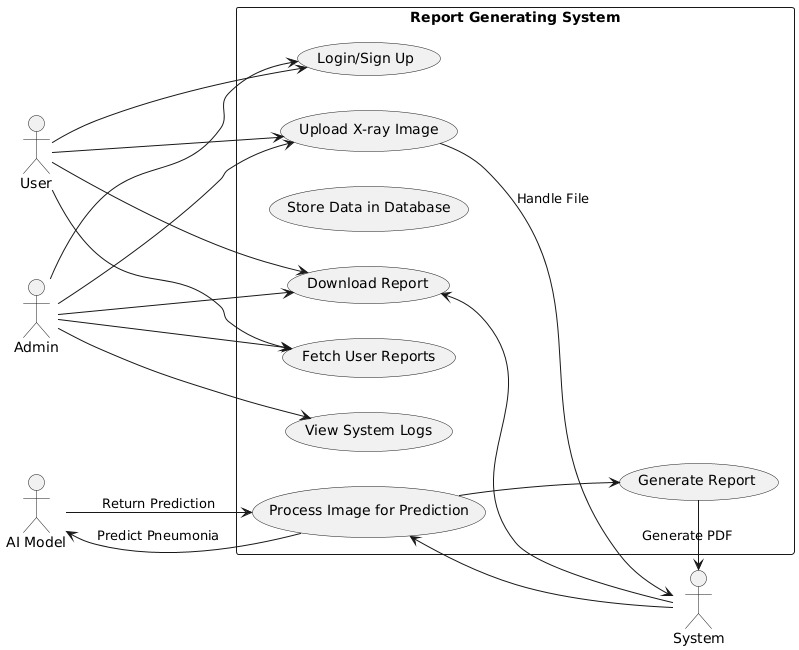 Report Generating System
Login/Sign Up
Upload X-ray Image
User
Handle File
Store Data in Database
Download Report
Admin
Fetch User Reports
View System Logs
Generate Report
Return Prediction
Process Image for Prediction
AI Model
Predict Pneumonia
Generate PDF
System